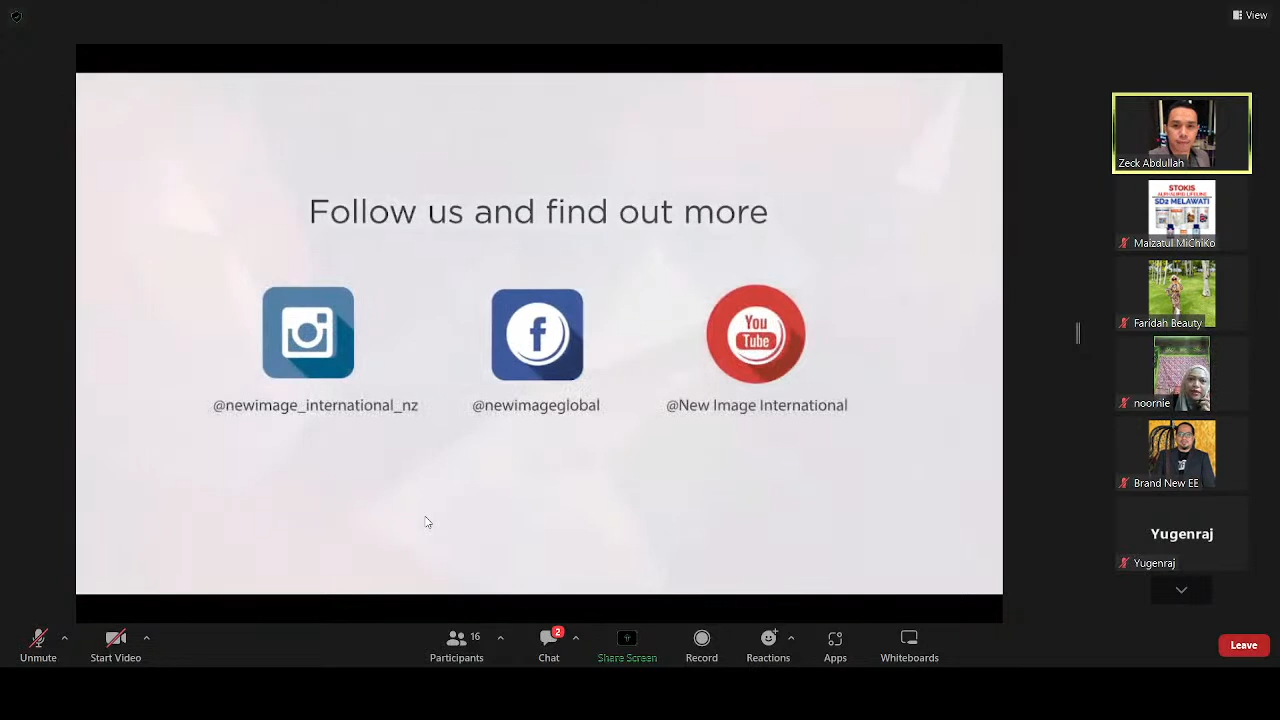 View
Follow us and find out more
You
Tube
@newimage_international_nz
@newimageglobal
@New Image International
Zeck Abdullah
STOKIS
SD2 MELAWATI
Maizatul MiChiKo
Faridah Beauty
noornie
Brand New EE
Yugenraj
Yugenraj
Unmute
Start Video
16
Participants
2
Chat
Share Screen
Record
Reactions
Apps
Whiteboards
Leave